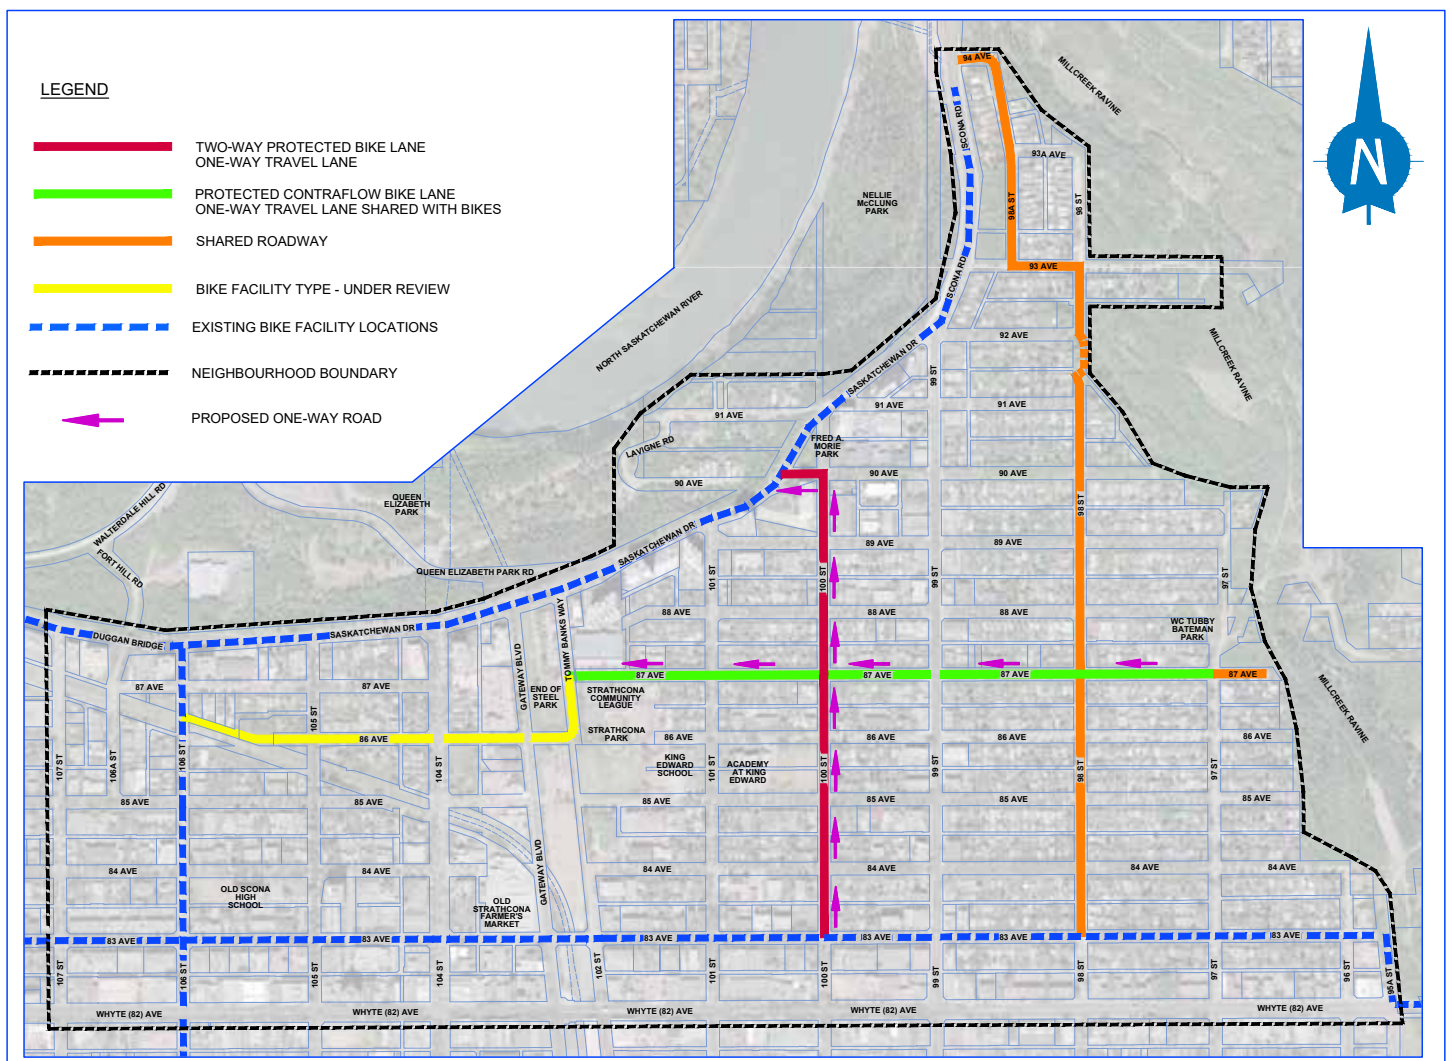 LEGEND
TWO-WAY PROTECTED BIKE LANE
ONE-WAY TRAVEL LANE
PROTECTED CONTRAFLOW BIKE LANE
ONE-WAY TRAVEL LANE SHARED WITH BIKES
SHARED ROADWAY
BIKE FACILITY TYPE - UNDER REVIEW
EXISTING BIKE FACILITY LOCATIONS
NEIGHBOURHOOD BOUNDARY
PROPOSED ONE-WAY ROAD
N
94 AVE
MILLCREEK RAVINE
SCONA RD
93A AVE
NELLIE
McCLUNG
PARK
98A ST
98 ST
93 AVE
SCONA RD
NORTH SASKATCHEWAN RIVER
92 AVE
MILLCREEK RAVINE
SASKATCHEWAN DR
99 ST
91 AVE
91 AVE
91 AVE
LAVIGNE RD
FRED A.
MORIE
PARK
90 AVE
90 AVE
90 AVE
WALTERDALE HILL RD
QUEEN
ELIZABETH
PARK
98 ST
FORT HILL RD
SASKATCHEWAN DR
89 AVE
89 AVE
QUEEN ELIZABETH PARK RD
101 ST
100 ST
99 ST
97 ST
88 AVE
88 AVE
88 AVE
TOMMY BANKS WAY
WC TUBBY
BATEMAN
PARK
DUGGAN BRIDGE
SASKATCHEWAN DR
GATEWAY BLVD
87 AVE
87 AVE
87 AVE
87 AVE
87 AVE
87 AVE
END OF
STEEL
PARK
STRATHCONA
COMMUNITY
LEAGUE
MILLCREEK RAVINE
105 ST
STRATHCONA
PARK
86 AVE
86 AVE
86 AVE
86 AVE
86 AVE
107 ST
106A ST
106 ST
104 ST
KING
EDWARD
SCHOOL
101 ST
ACADEMY
AT KING
EDWARD
100 ST
99 ST
98 ST
97 ST
85 AVE
85 AVE
85 AVE
85 AVE
85 AVE
85 AVE
84 AVE
84 AVE
84 AVE
84 AVE
84 AVE
84 AVE
GATEWAY BLVD
OLD SCONA
HIGH
SCHOOL
OLD
STRATHCONA
FARMER'S
MARKET
83 AVE
83 AVE
83 AVE
83 AVE
83 AVE
83 AVE
107 ST
106 ST
105 ST
104 ST
102 ST
101 ST
100 ST
99 ST
98 ST
97 ST
96 ST
95A ST
WHYTE (82) AVE
WHYTE (82) AVE
WHYTE (82) AVE
WHYTE (82) AVE
WHYTE (82) AVE